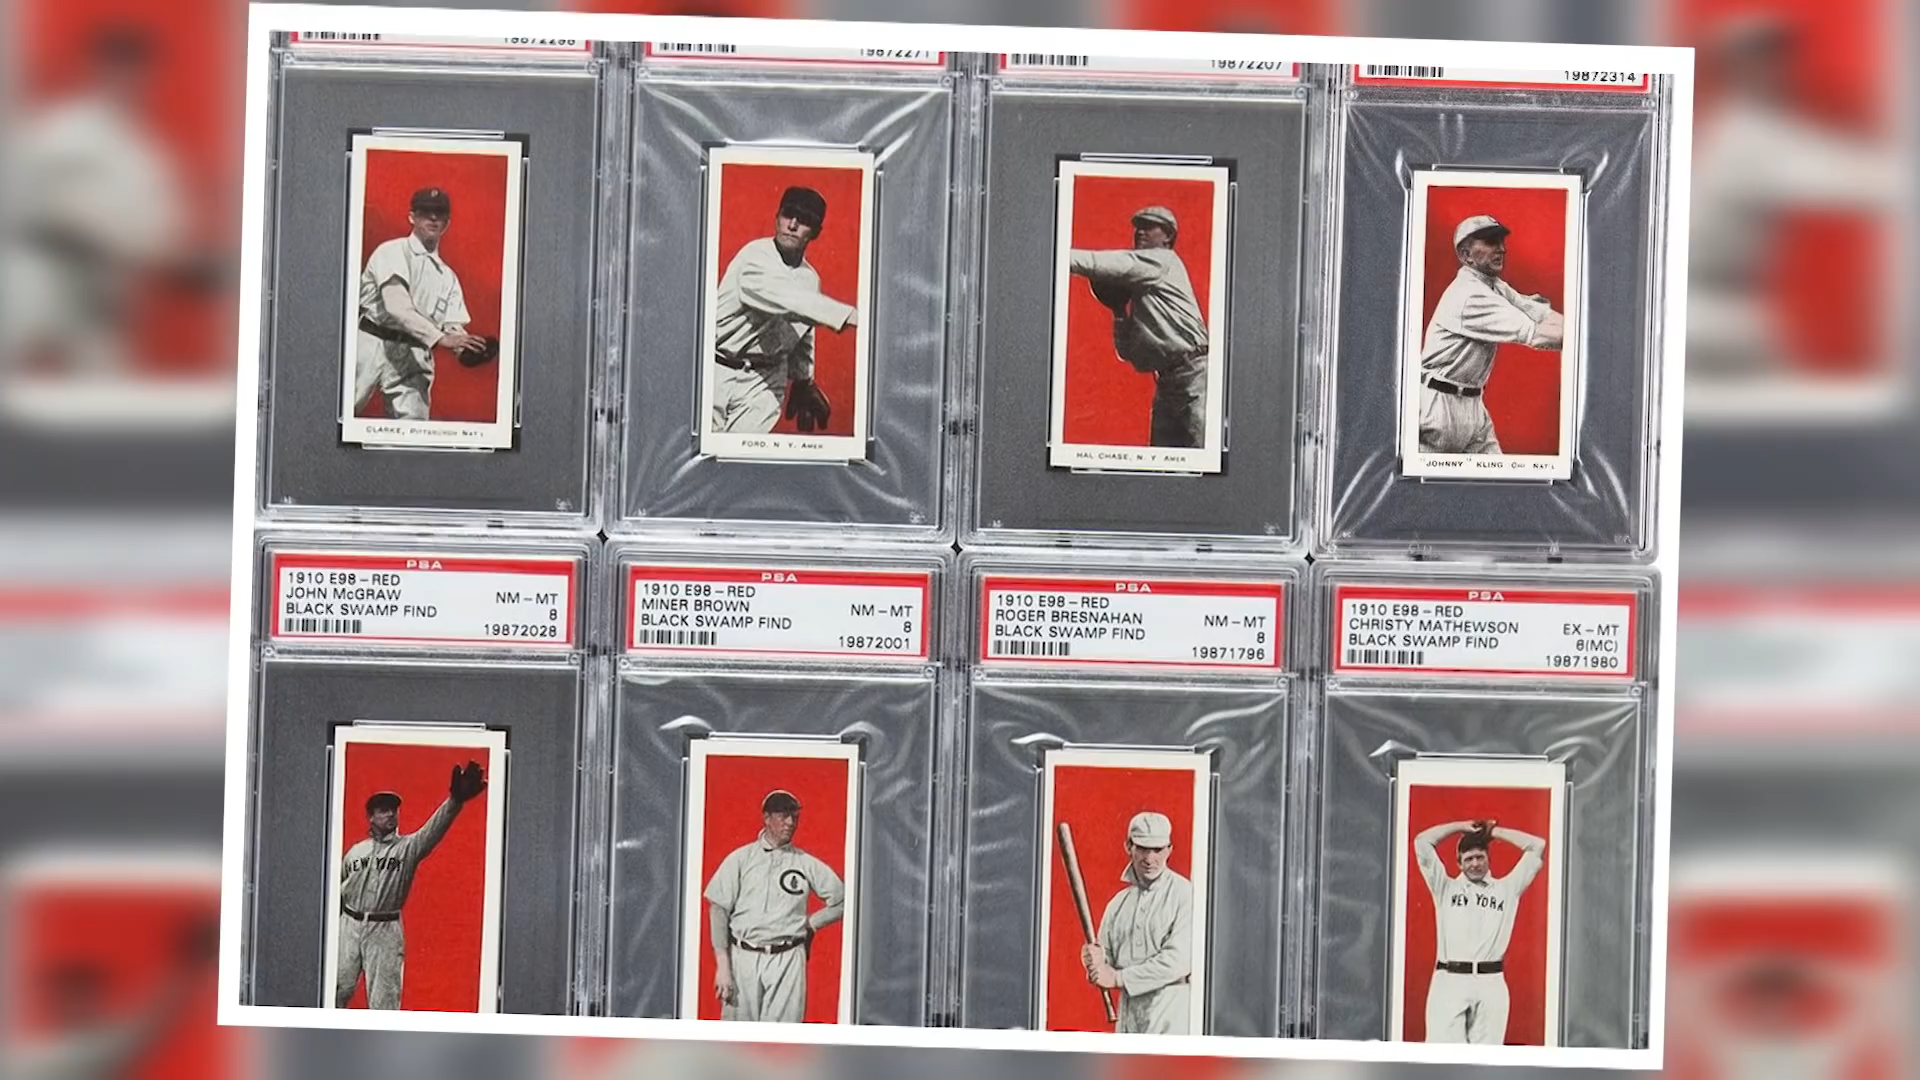 19872298
19872271
19872207
19872314
CLARKE, PITTSBURGH NAT'L
FORD, N. Y. AMER
HAL CHASE, N. Y AMER
"JOHNNY" KLING CHI NAT'L
PSA
1910 E98-RED
JOHN McGRAW NM-MT
BLACK SWAMP FIND 8
19872028
PSA
1910 E98-RED
MINER BROWN NM-MT
BLACK SWAMP FIND 8
19872001
PSA
1910 E98-RED
ROGER BRESNAHAN NM-MT
BLACK SWAMP FIND 8
19871796
PSA
1910 E98-RED
CHRISTY MATHEWSON EX-MT
BLACK SWAMP FIND 6(MC)
19871980
P
NEW YORK
C
NEW YORK